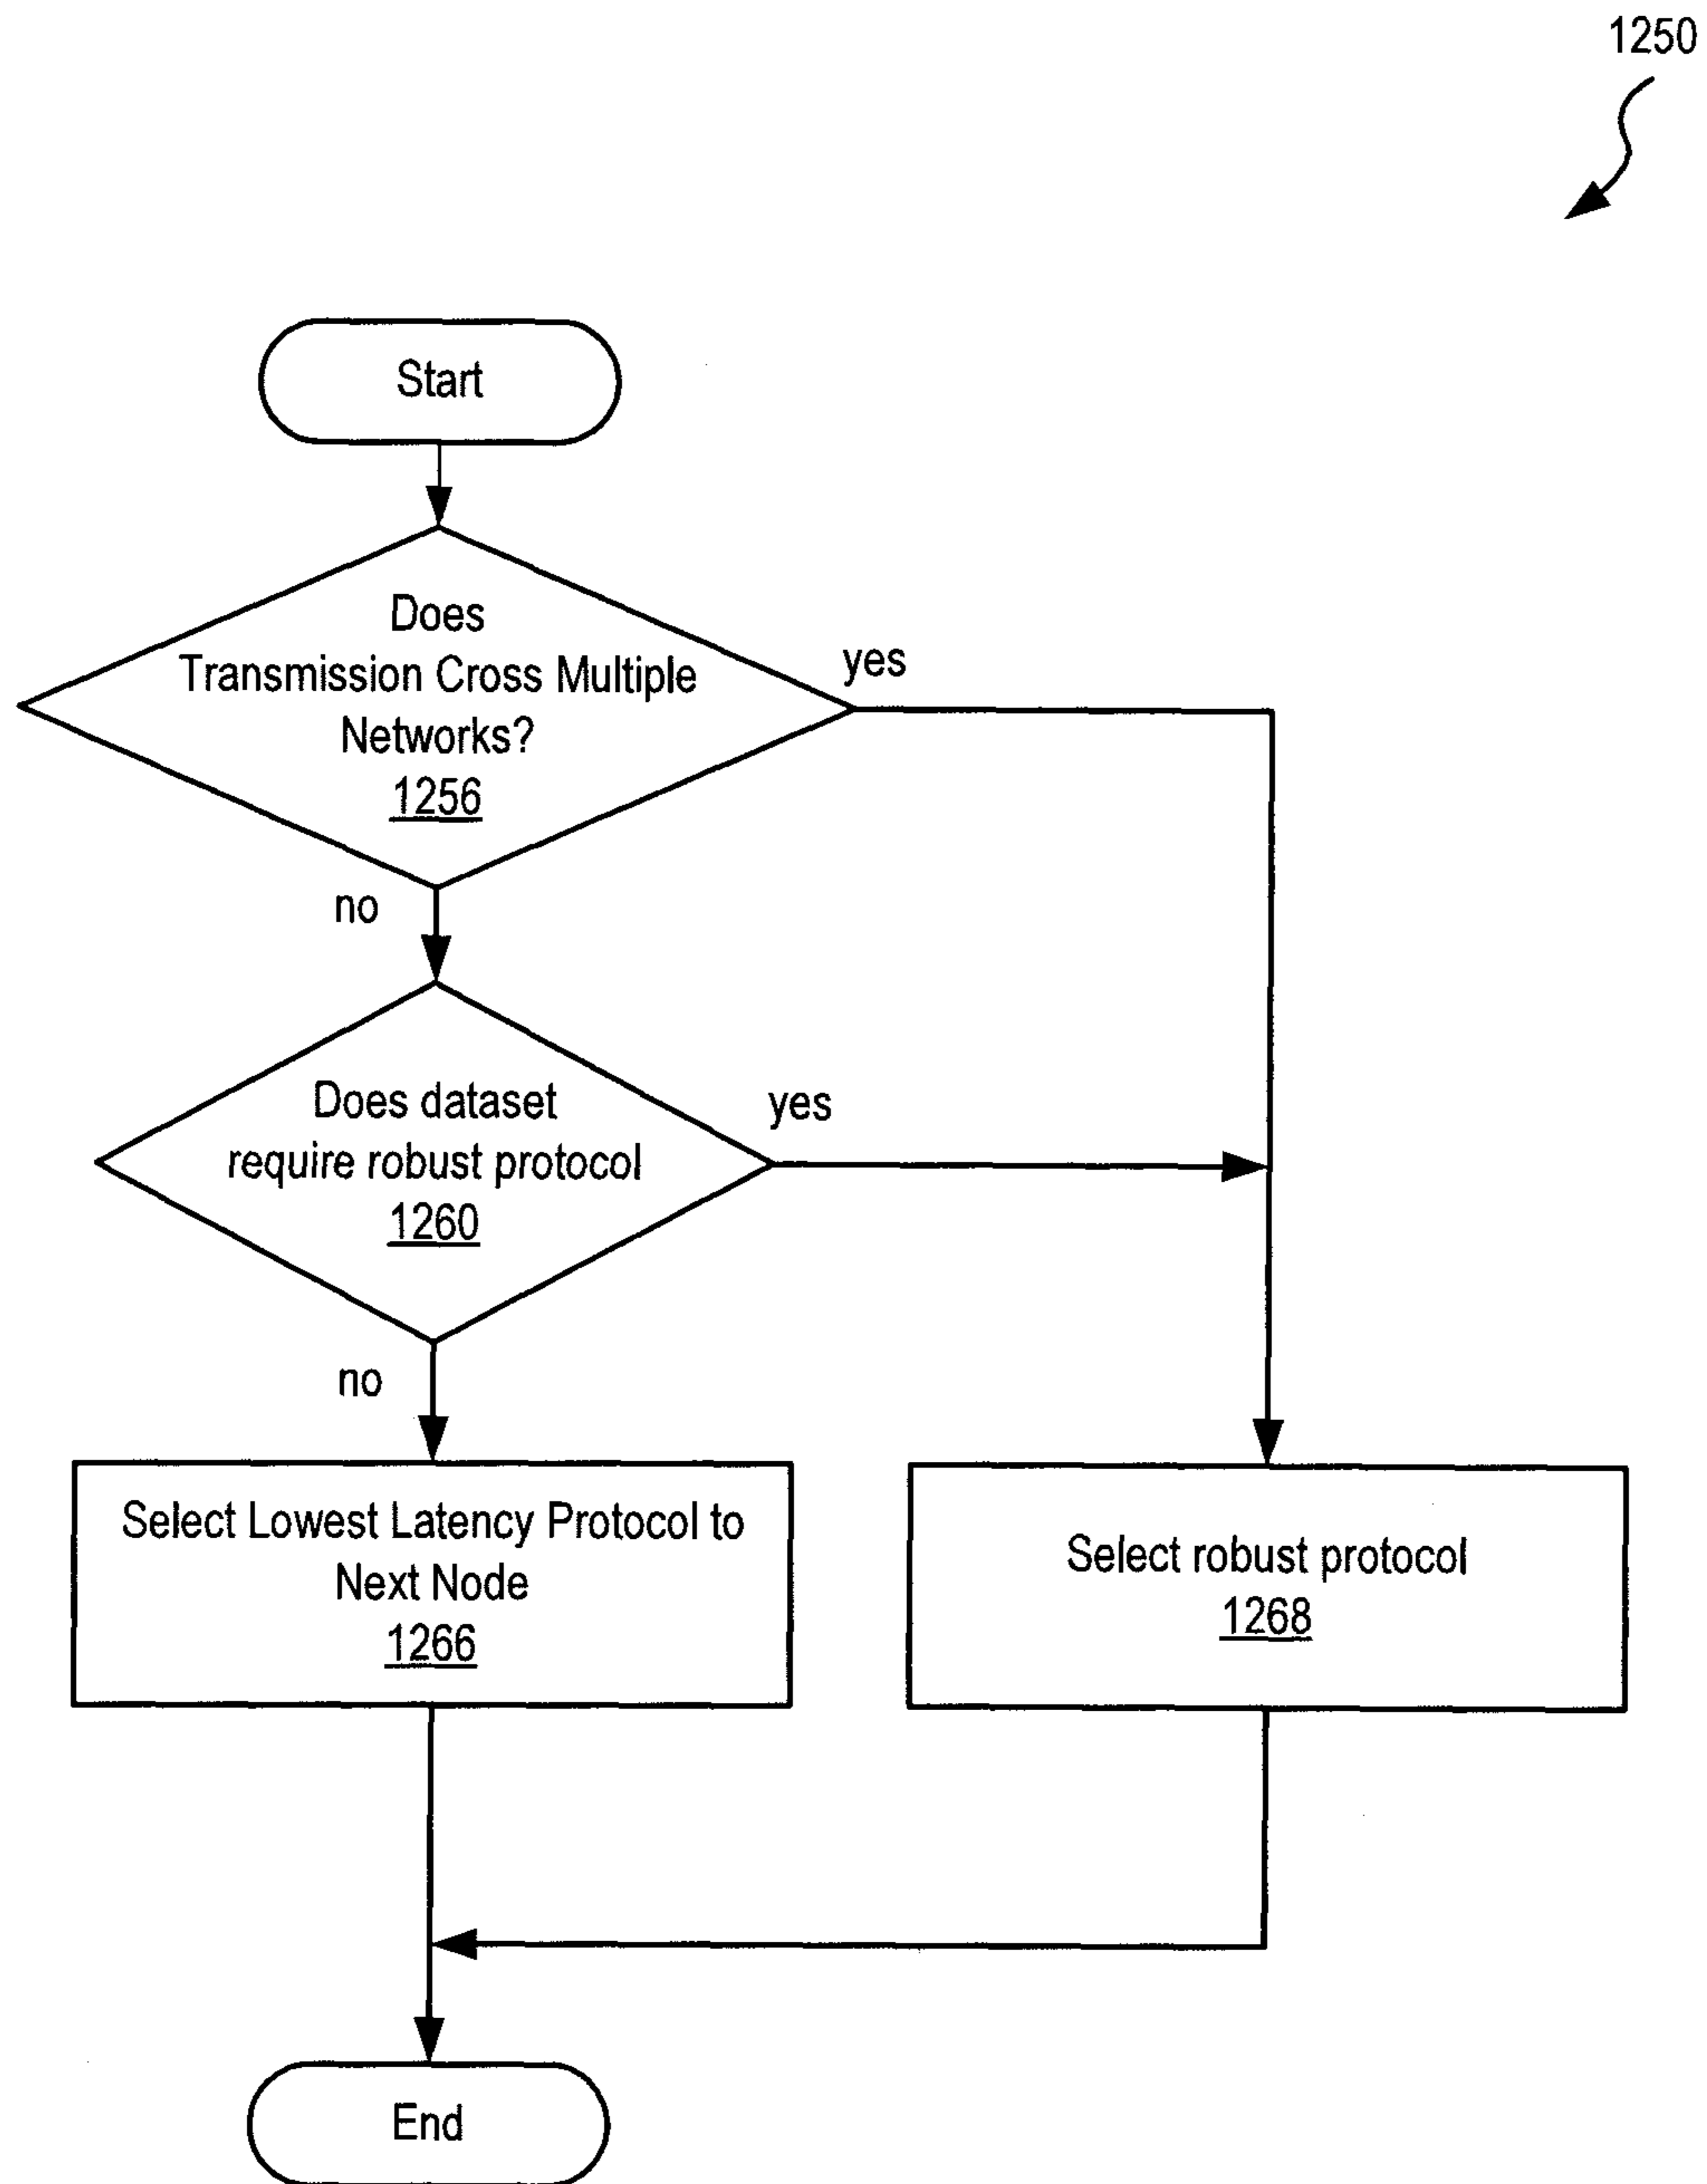 1250
Start
Does
Transmission Cross Multiple
Networks?
1256
yes
no
Does dataset
require robust protocol
1260
yes
no
Select Lowest Latency Protocol to
Next Node
1266
Select robust protocol
1268
End